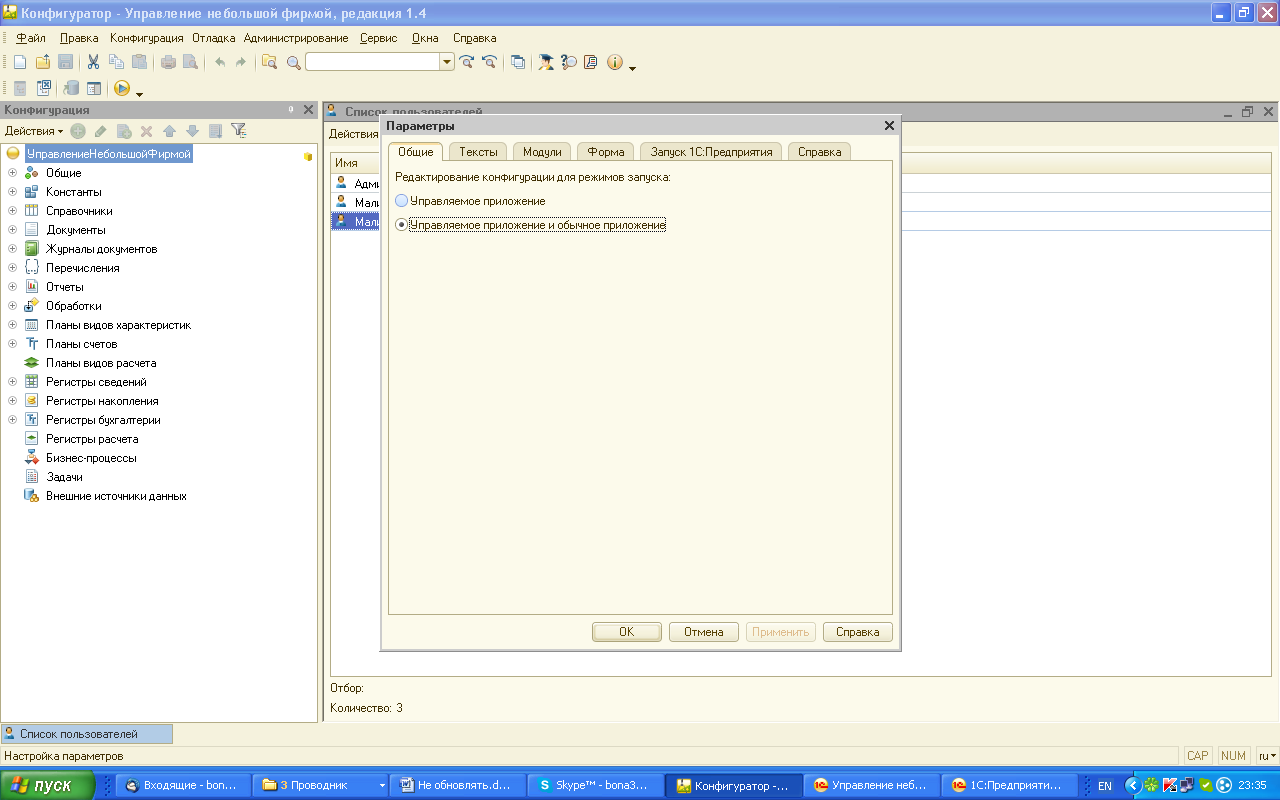 Конфигуратор - Управление небольшой фирмой, редакция 1.4
Файл Правка Конфигурация Отладка Администрирование Сервис Окна Справка
Конфигурация
Действия
УправлениеНебольшойФирмой
Общие
Константы
Справочники
Документы
Журналы документов
Перечисления
Отчеты
Обработки
Планы видов характеристик
Планы счетов
Планы видов расчета
Регистры сведений
Регистры накопления
Регистры бухгалтерии
Регистры расчета
Бизнес-процессы
Задачи
Внешние источники данных
Список пользователей
Действия
Имя
Адми
Мали
Мали
Параметры
Общие Тексты Модули Форма Запуск 1С:Предприятия Справка
Редактирование конфигурации для режимов запуска:
Управляемое приложение
Управляемое приложение и обычное приложение
OK Отмена Применить Справка
Отбор:
Количество: 3
Список пользователей
Настройка параметров
CAP NUM ru
пуск Входящие - bon... 3 Проводник Не обновлять.d... Skype™ - bona3... Конфигуратор -... Управление неб... 1С:Предприяти... EN 23:35